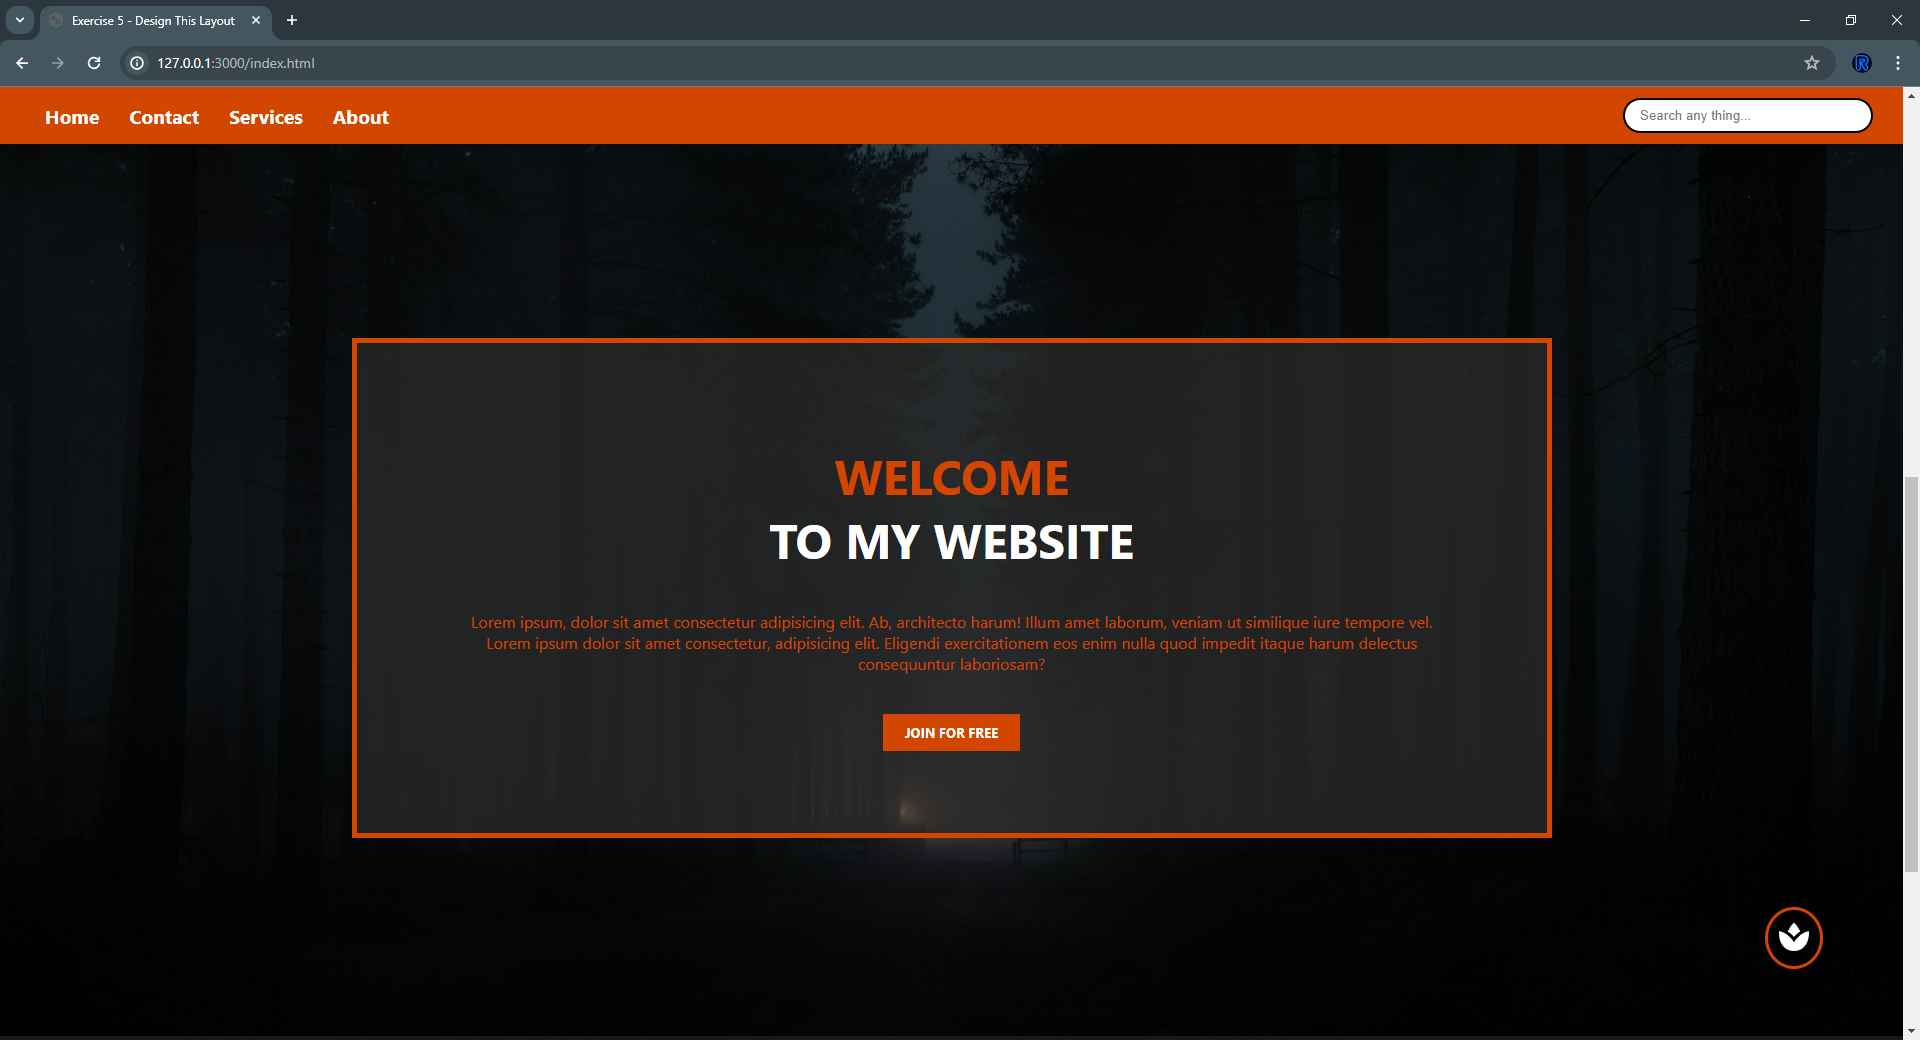 Exercise 5 - Design This Layout
127.0.0.1:3000/index.html
R
Home Contact Services About
Search any thing...
WELCOME
TO MY WEBSITE
Lorem ipsum, dolor sit amet consectetur adipisicing elit. Ab, architecto harum! Illum amet laborum, veniam ut similique iure tempore vel.
Lorem ipsum dolor sit amet consectetur, adipisicing elit. Eligendi exercitationem eos enim nulla quod impedit itaque harum delectus
consequuntur laboriosam?
JOIN FOR FREE